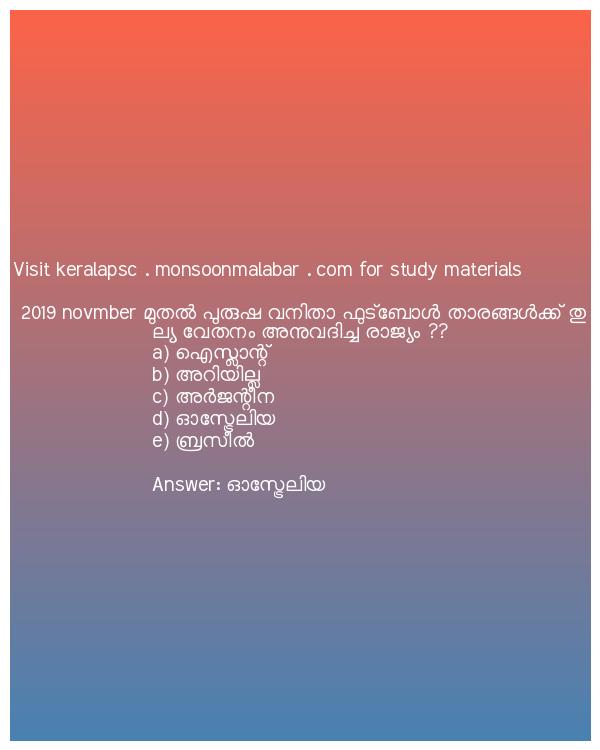 Visit keralapsc . monsoonmalabar . com for study materials
2019 novmber മുതൽ പുരുഷ വനിതാ ഫുട്ബോൾ താരങ്ങൾക്ക് തു
ല്യ വേതനം അനുവദിച്ച രാജ്യം ??
a) ഐസ്ലാന്റ്
b) അറിയില്ല
c) അർജന്റീന
d) ഓസ്ട്രേലിയ
e) ബ്രസീൽ
Answer: ഓസ്ട്രേലിയ